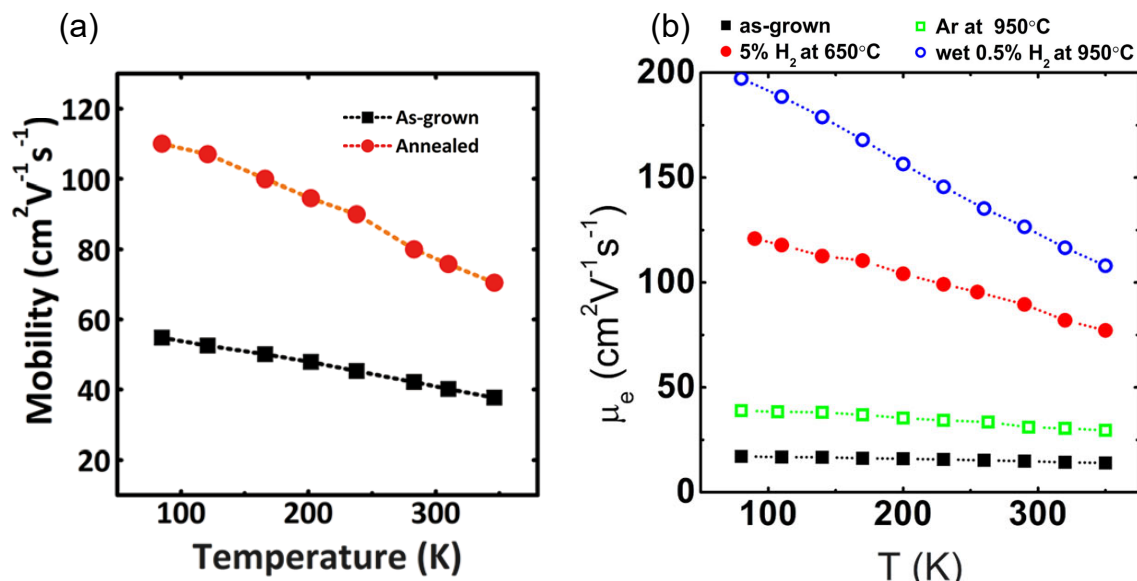 (a)
120
100
80
60
40
20
Mobility (cm²V⁻¹s⁻¹)
As-grown
Annealed
100 200 300
Temperature (K)
(b)
as-grown
Ar at 950°C
5% H₂ at 650°C
wet 0.5% H₂ at 950°C
200
150
100
50
0
μₑ (cm²V⁻¹s⁻¹)
100 200 300
T (K)